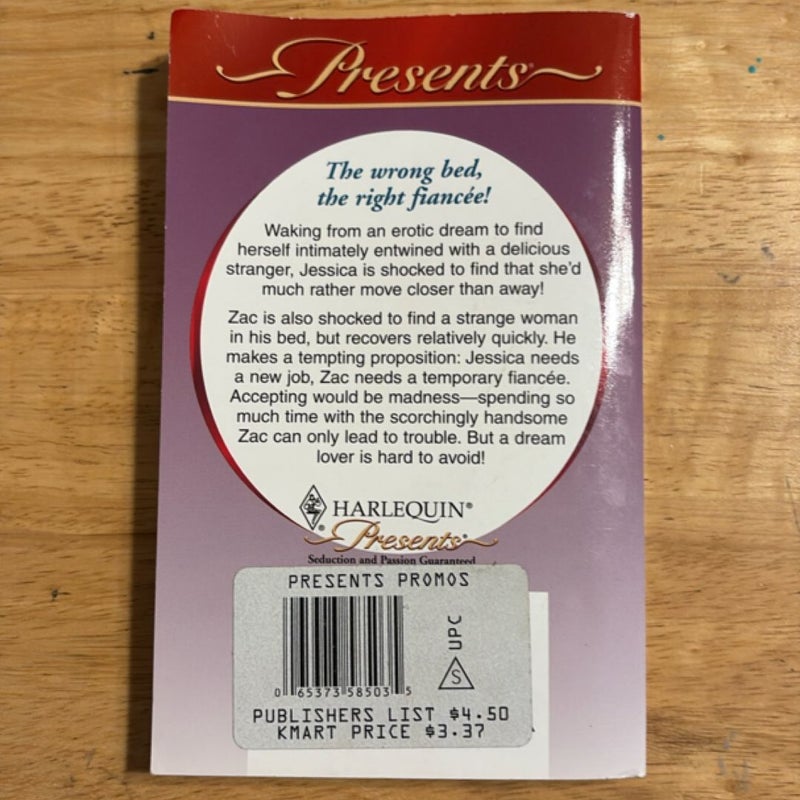 Presents
The wrong bed,
the right fiancée!
Waking from an erotic dream to find
herself intimately entwined with a delicious
stranger, Jessica is shocked to find that she'd
much rather move closer than away!
Zac is also shocked to find a strange woman
in his bed, but recovers relatively quickly. He
makes a tempting proposition: Jessica needs
a new job, Zac needs a temporary fiancée.
Accepting would be madness—spending so
much time with the scorchingly handsome
Zac can only lead to trouble. But a dream
lover is hard to avoid!
HARLEQUIN®
Presents®
Seduction and Passion Guaranteed
PRESENTS PROMOS
UPC
S
0 65373 58503 5
PUBLISHERS LIST $4.50
KMART PRICE $3.37